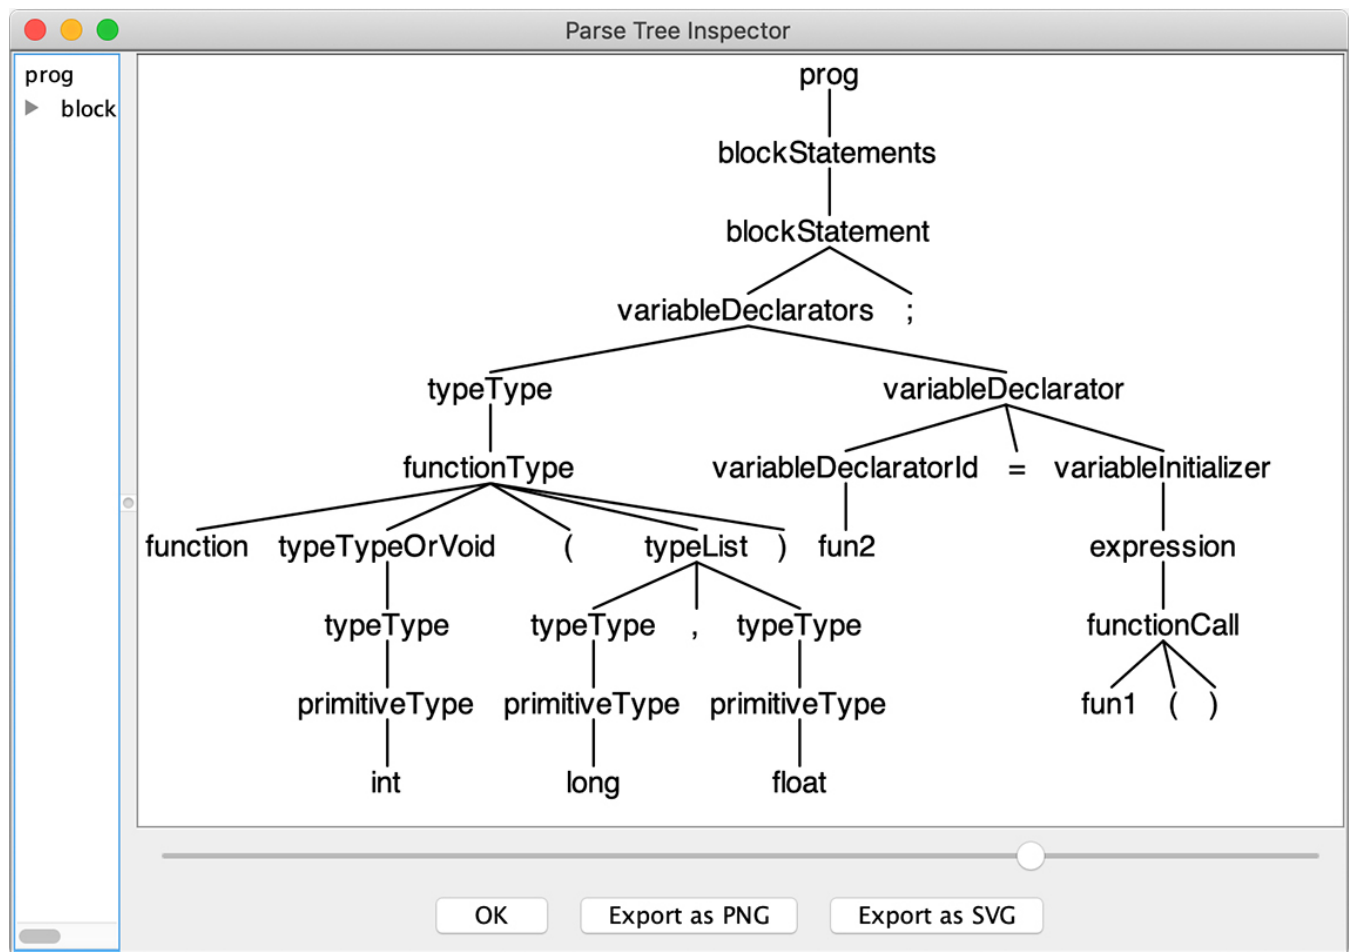 Parse Tree Inspector
prog
block
prog
blockStatements
blockStatement
variableDeclarators ;
typeType variableDeclarator
functionType variableDeclaratorId = variableInitializer
function typeTypeOrVoid ( typeList ) fun2 expression
typeType typeType , typeType functionCall
primitiveType primitiveType primitiveType fun1 ( )
int long float
OK Export as PNG Export as SVG